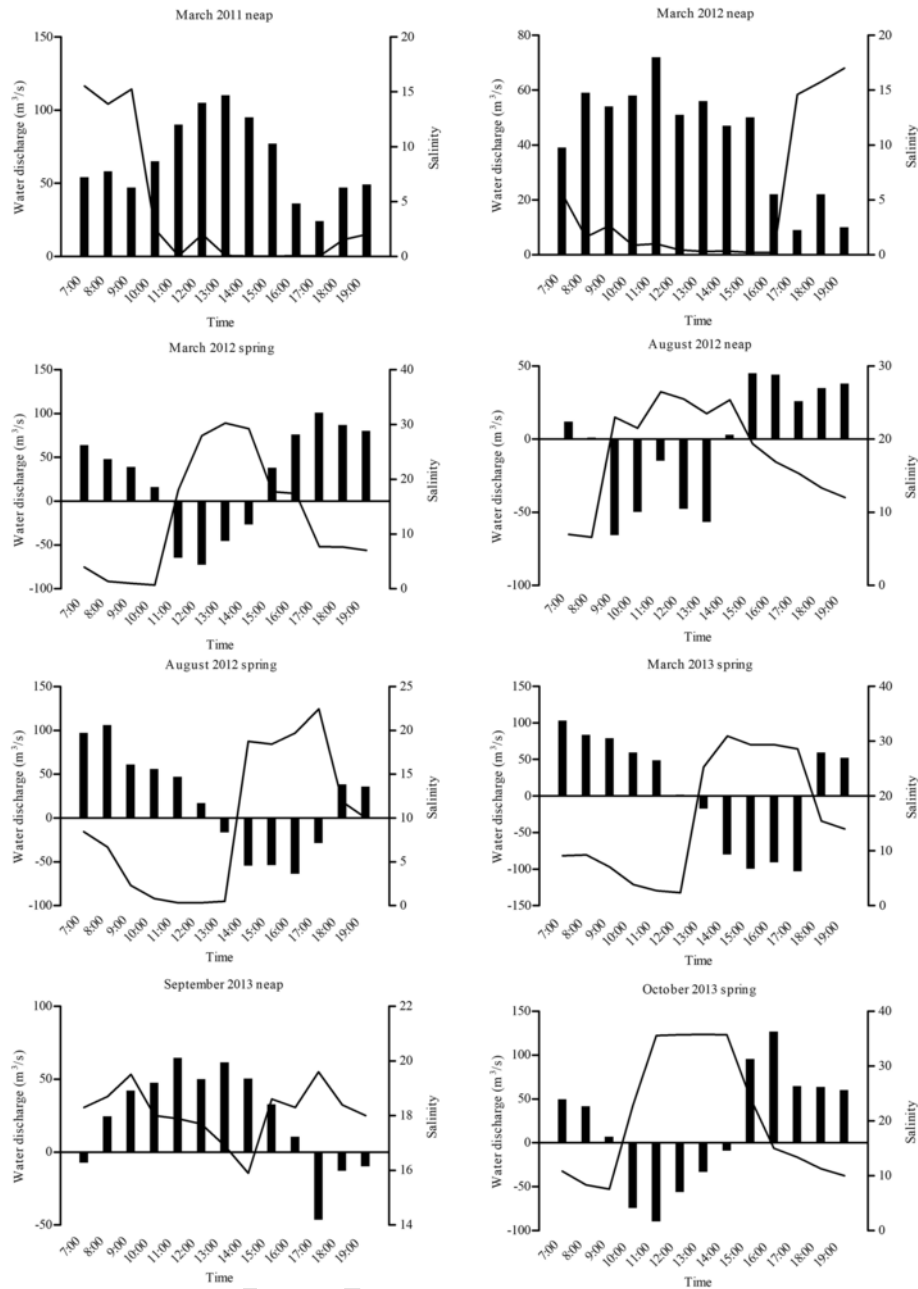 March 2011 neap
150
100
50
0
Water discharge (m³/s)
20
15
10
5
0
Salinity
7:00 8:00 9:00 10:00 11:00 12:00 13:00 14:00 15:00 16:00 17:00 18:00 19:00
Time
March 2012 neap
80
60
40
20
0
Water discharge (m³/s)
20
15
10
5
0
Salinity
7:00 8:00 9:00 10:00 11:00 12:00 13:00 14:00 15:00 16:00 17:00 18:00 19:00
Time
March 2012 spring
150
100
50
0
-50
-100
Water discharge (m³/s)
40
30
20
10
0
Salinity
7:00 8:00 9:00 10:00 11:00 12:00 13:00 14:00 15:00 16:00 17:00 18:00 19:00
Time
August 2012 neap
50
0
-50
-100
Water discharge (m³/s)
30
20
10
0
Salinity
7:00 8:00 9:00 10:00 11:00 12:00 13:00 14:00 15:00 16:00 17:00 18:00 19:00
Time
August 2012 spring
150
100
50
0
-50
-100
Water discharge (m³/s)
25
20
15
10
5
0
Salinity
7:00 8:00 9:00 10:00 11:00 12:00 13:00 14:00 15:00 16:00 17:00 18:00 19:00
Time
March 2013 spring
150
100
50
0
-50
-100
-150
Water discharge (m³/s)
40
30
20
10
0
Salinity
7:00 8:00 9:00 10:00 11:00 12:00 13:00 14:00 15:00 16:00 17:00 18:00 19:00
Time
September 2013 neap
100
50
0
-50
Water discharge (m³/s)
22
20
18
16
14
Salinity
7:00 8:00 9:00 10:00 11:00 12:00 13:00 14:00 15:00 16:00 17:00 18:00 19:00
Time
October 2013 spring
150
100
50
0
-50
-100
Water discharge (m³/s)
40
30
20
10
0
Salinity
7:00 8:00 9:00 10:00 11:00 12:00 13:00 14:00 15:00 16:00 17:00 18:00 19:00
Time